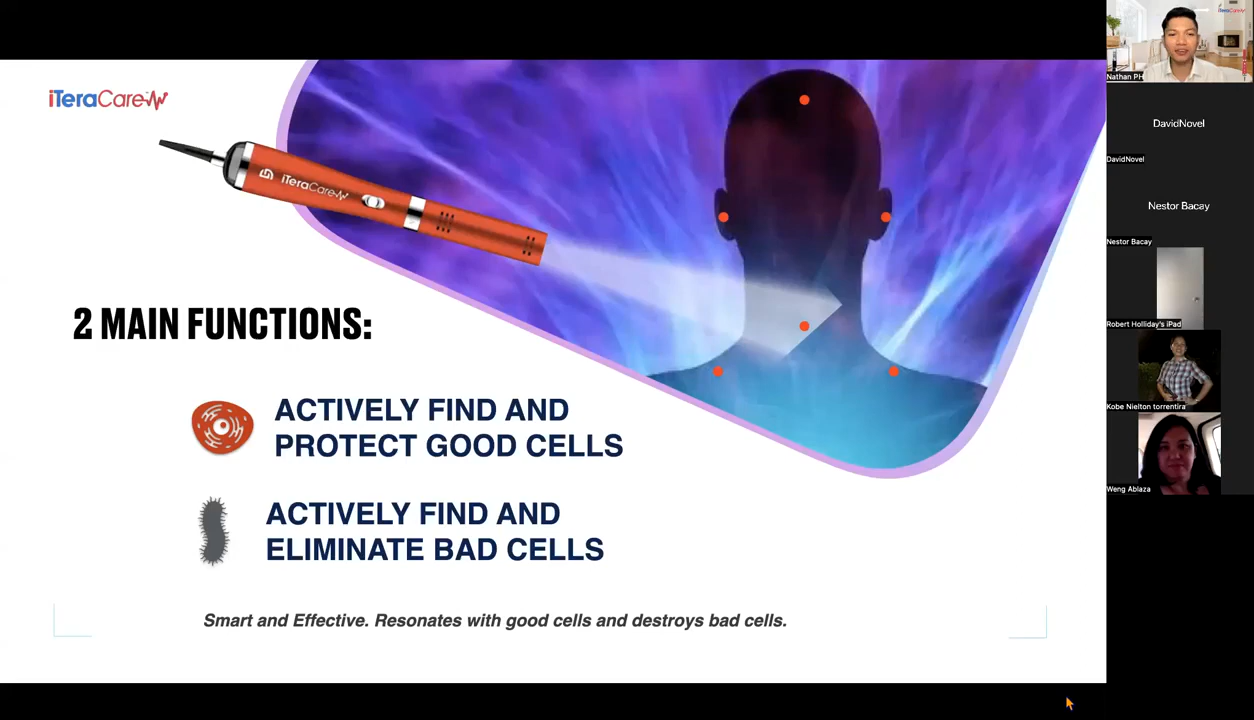 iTeraCare
iTeraCare
2 MAIN FUNCTIONS:
ACTIVELY FIND AND
PROTECT GOOD CELLS
ACTIVELY FIND AND
ELIMINATE BAD CELLS
Smart and Effective. Resonates with good cells and destroys bad cells.
iTeraCare
Nathan PH
DavidNovel
DavidNovel
Nestor Bacay
Nestor Bacay
Robert Holliday's iPad
Kobe Nielton torrentira
Weng Ablaza